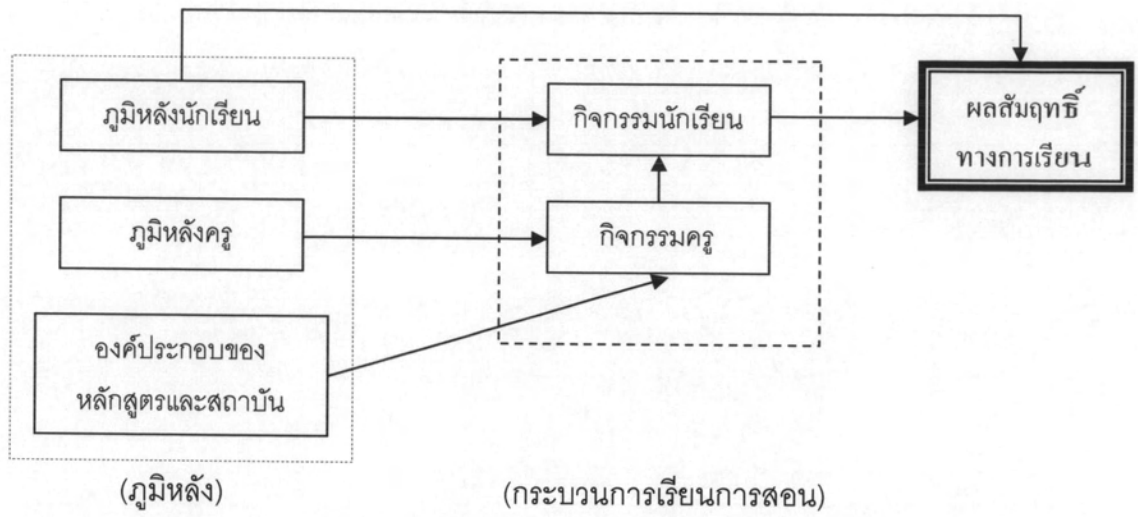 ภูมิหลังนักเรียน
กิจกรรมนักเรียน
ผลสัมฤทธิ์
ทางการเรียน
ภูมิหลังครู
กิจกรรมครู
องค์ประกอบของ
หลักสูตรและสถาบัน
(ภูมิหลัง)
(กระบวนการเรียนการสอน)